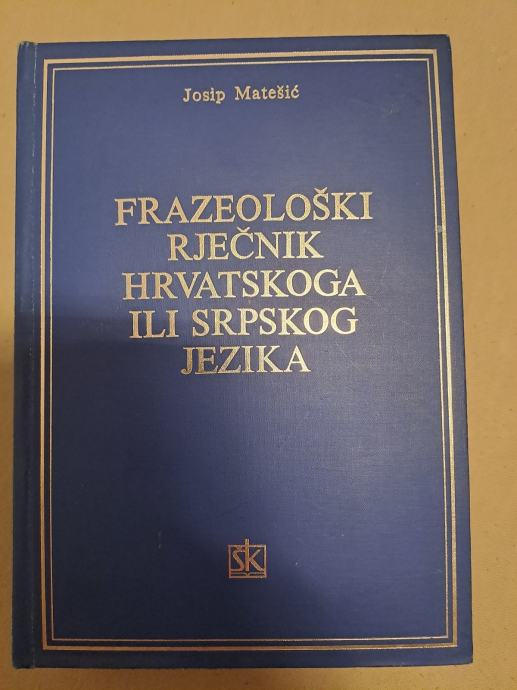 Josip Matešić
FRAZEOLOŠKI
RJEČNIK
HRVATSKOGA
ILI SRPSKOG
JEZIKA
ŠK